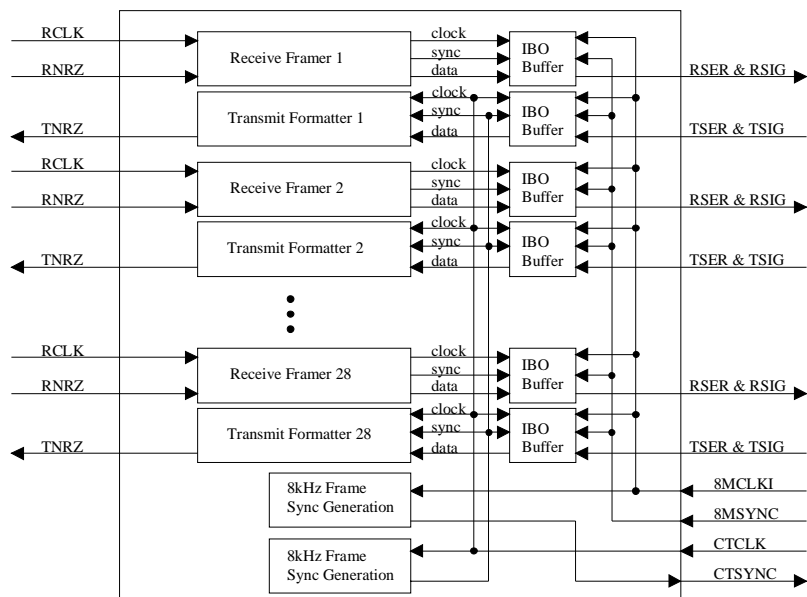 RCLK
Receive Framer 1
clock
IBO
Buffer
sync
RNRZ
data
RSER & RSIG
Transmit Formatter 1
clock
IBO
Buffer
sync
TNRZ
data
TSER & TSIG
RCLK
Receive Framer 2
clock
IBO
Buffer
sync
RNRZ
data
RSER & RSIG
Transmit Formatter 2
clock
IBO
Buffer
sync
TNRZ
data
TSER & TSIG
RCLK
Receive Framer 28
clock
IBO
Buffer
sync
RNRZ
data
RSER & RSIG
Transmit Formatter 28
clock
IBO
Buffer
sync
TNRZ
data
TSER & TSIG
8kHz Frame
Sync Generation
8MCLKI
8MSYNC
8kHz Frame
Sync Generation
CTCLK
CTSYNC